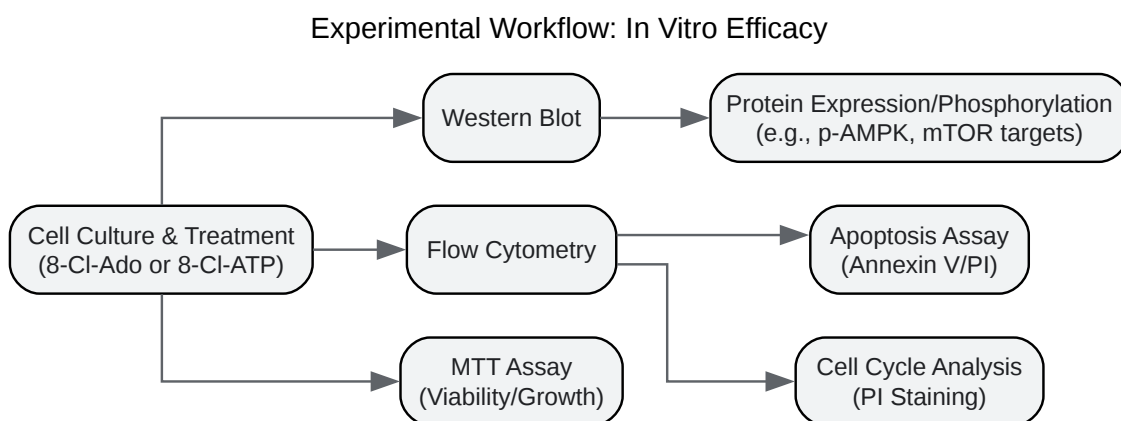 Experimental Workflow: In Vitro Efficacy
Western Blot
Protein Expression/Phosphorylation
(e.g., p-AMPK, mTOR targets)
Cell Culture & Treatment
(8-Cl-Ado or 8-Cl-ATP)
Flow Cytometry
Apoptosis Assay
(Annexin V/PI)
MTT Assay
(Viability/Growth)
Cell Cycle Analysis
(PI Staining)